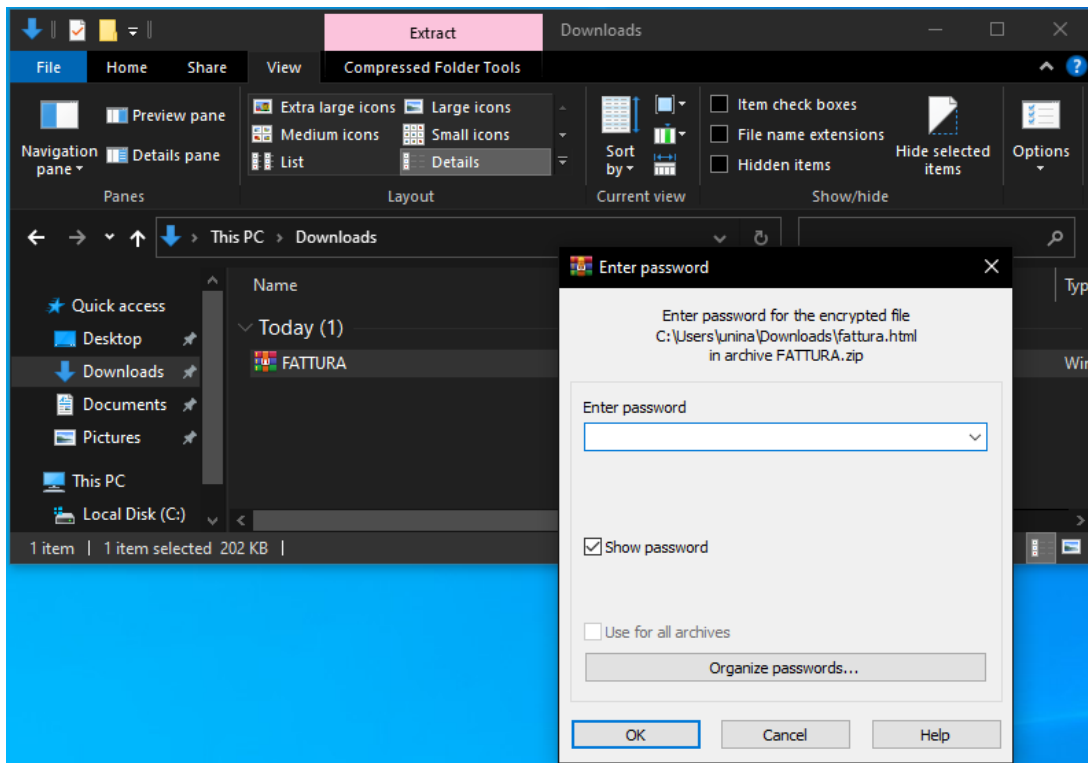 Extract
Downloads
File
Home
Share
View
Compressed Folder Tools
Navigation
pane
Preview pane
Details pane
Panes
Extra large icons
Large icons
Medium icons
Small icons
List
Details
Layout
Sort
by
Current view
Item check boxes
File name extensions
Hidden items
Hide selected
items
Show/hide
Options
This PC
Downloads
Name
Typ
Quick access
Desktop
Downloads
Documents
Pictures
This PC
Local Disk (C:)
Today (1)
FATTURA
Wir
1 item
1 item selected 202 KB
Enter password
Enter password for the encrypted file
C:\Users\unina\Downloads\fattura.html
in archive FATTURA.zip
Enter password
Show password
Use for all archives
Organize passwords...
OK
Cancel
Help